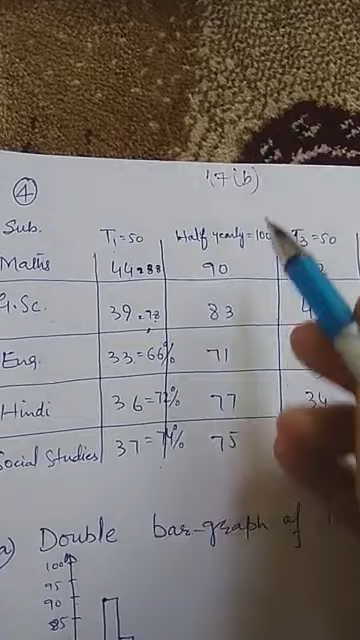 4
17(b)
Sub. T1=50 Half yearly=100 T3=50
Maths 44=88 90 2
G.Sc. 39=78 83 4
Eng. 33=66% 71
Hindi 36=72% 77 34
Social Studies 37=74% 75
a) Double bar-graph of
100
95
90
85